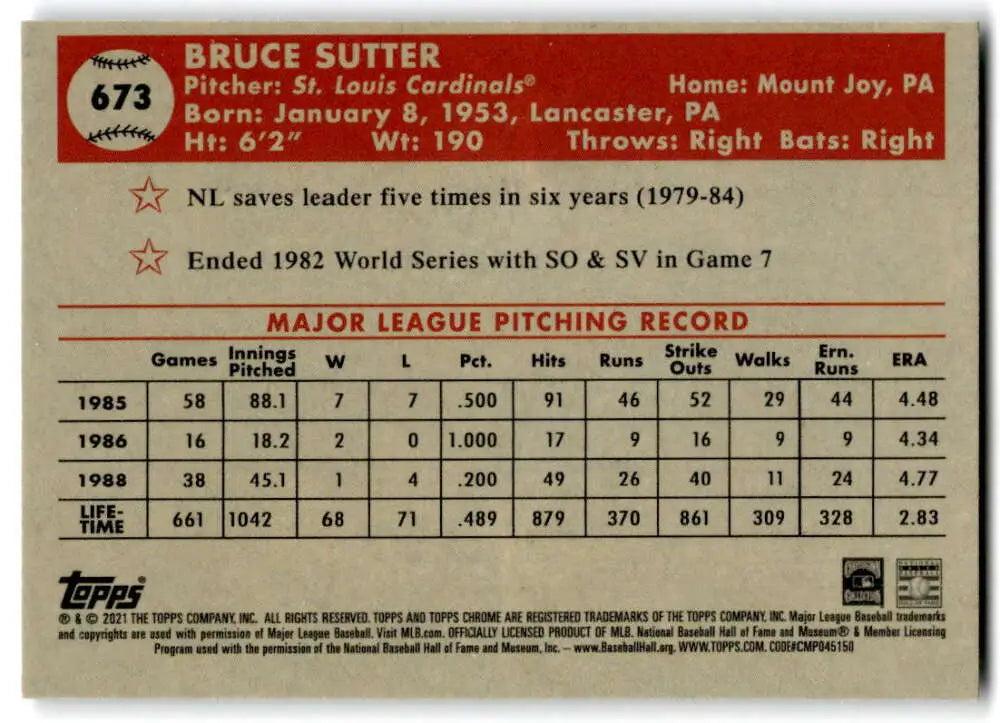 673
BRUCE SUTTER
Pitcher: St. Louis Cardinals® Home: Mount Joy, PA
Born: January 8, 1953, Lancaster, PA
Ht: 6'2" Wt: 190 Throws: Right Bats: Right
NL saves leader five times in six years (1979-84)
Ended 1982 World Series with SO & SV in Game 7
MAJOR LEAGUE PITCHING RECORD
Games Innings Pitched W L Pct. Hits Runs Strike Outs Walks Ern. Runs ERA
1985 58 88.1 7 7 .500 91 46 52 29 44 4.48
1986 16 18.2 2 0 1.000 17 9 16 9 9 4.34
1988 38 45.1 1 4 .200 49 26 40 11 24 4.77
LIFE-TIME 661 1042 68 71 .489 879 370 861 309 328 2.83
topps®
® & © 2021 THE TOPPS COMPANY, INC. ALL RIGHTS RESERVED. TOPPS AND TOPPS CHROME ARE REGISTERED TRADEMARKS OF THE TOPPS COMPANY, INC. Major League Baseball trademarks
and copyrights are used with permission of Major League Baseball. Visit MLB.com. OFFICIALLY LICENSED PRODUCT OF MLB. National Baseball Hall of Fame and Museum® & Member Licensing
Program used with the permission of the National Baseball Hall of Fame and Museum, Inc. – www.BaseballHall.org. WWW.TOPPS.COM. CODE#CMP045150